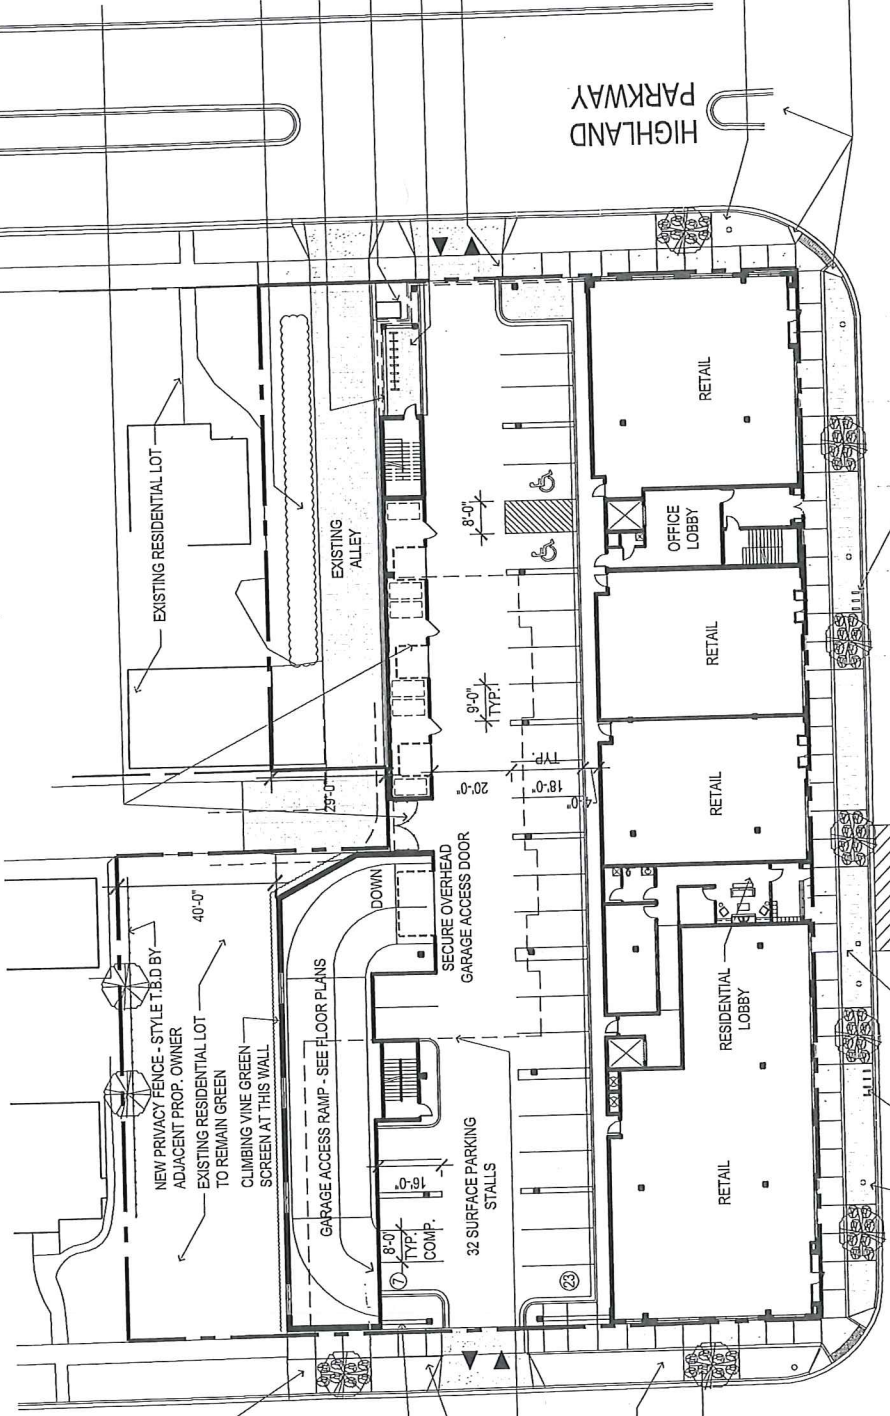 HIGHLAND
PARKWAY
EXISTING RESIDENTIAL LOT
EXISTING
ALLEY
RETAIL
OFFICE
LOBBY
8'-0"
9'-0"
TYP.
RETAIL
29'-0"
20'-0"
18'-0"
TYP.
4'-0"
RETAIL
40'-0"
NEW PRIVACY FENCE - STYLE T.B.D BY
ADJACENT PROP. OWNER
EXISTING RESIDENTIAL LOT
TO REMAIN GREEN
CLIMBING VINE GREEN
SCREEN AT THIS WALL
DOWN
GARAGE ACCESS RAMP - SEE FLOOR PLANS
SECURE OVERHEAD
GARAGE ACCESS DOOR
RESIDENTIAL
LOBBY
16'-0"
8'-0"
TYP.
COMP.
32 SURFACE PARKING
STALLS
7
23
RETAIL